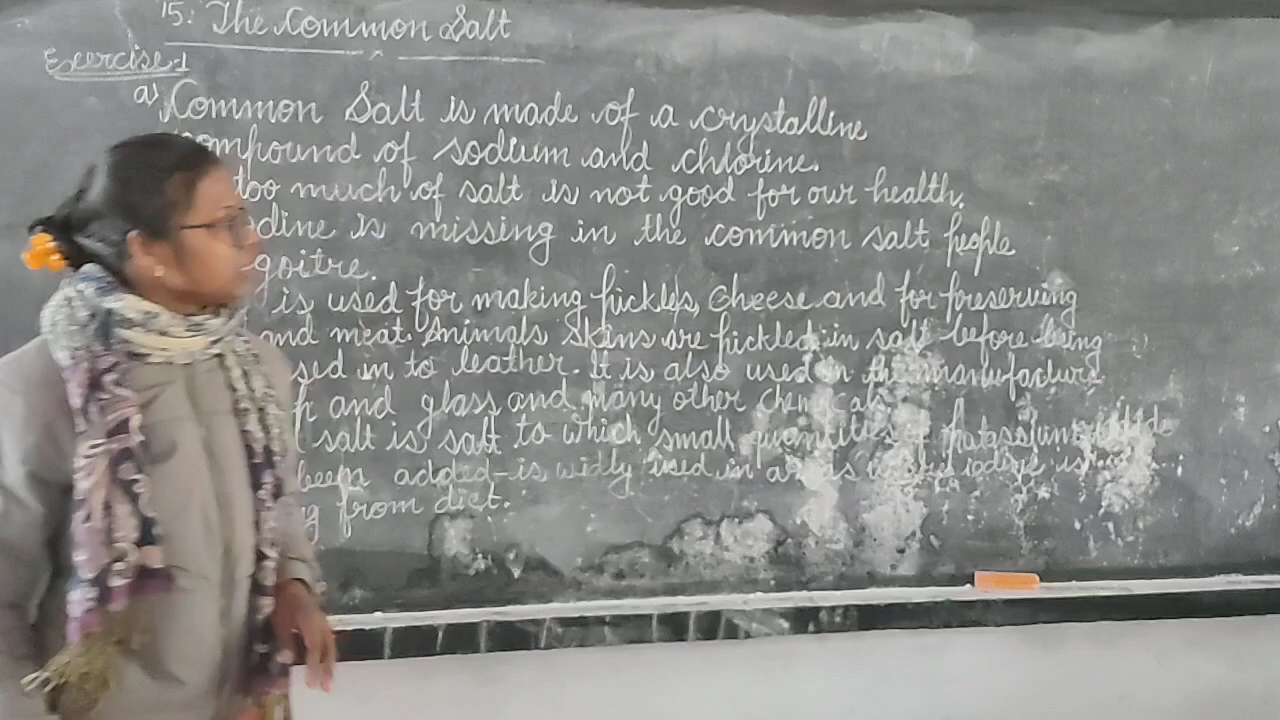 15. The Common Salt
Exercise-1
a) Common Salt is made of a crystalline
compound of sodium and chlorine.
too much of salt is not good for our health.
is missing in the common salt people
goitre.
is used for making pickles, Cheese and for preserving
and meat. Animals skins are pickled in salt before being
in to leather. It is also used in the manufacture
and glass and many other chemicals
salt is salt to which small quantities of potassium
been added - is widly used in
from diet.